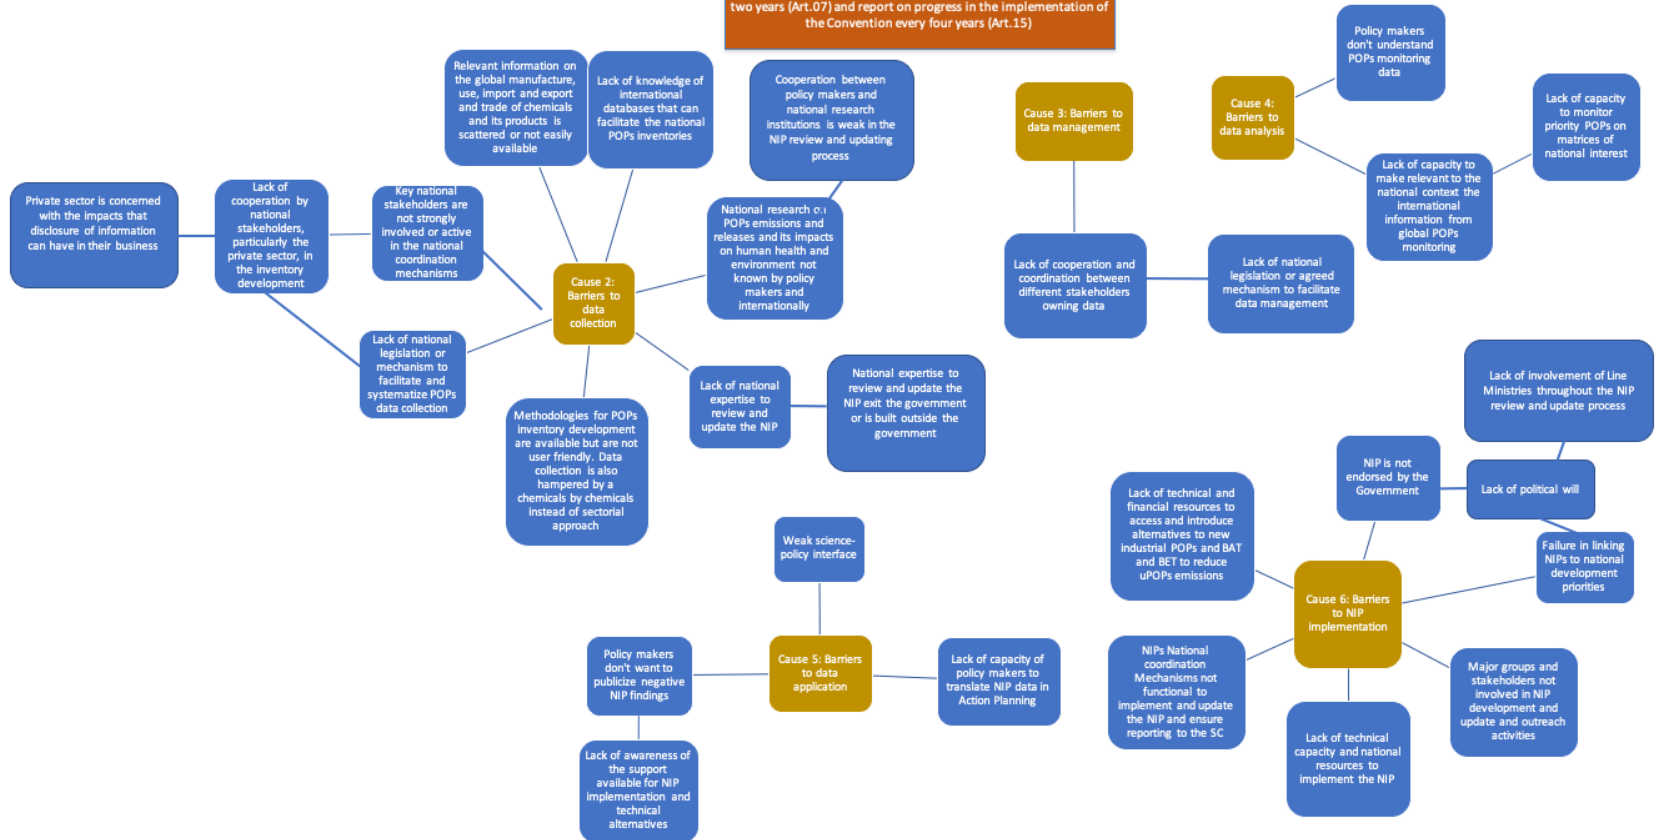 two years (Art.07) and report on progress in the implementation of
the Convention every four years (Art.15)
Relevant information on
the global manufacture,
use, import and export
and trade of chemicals
and its products is
scattered or not easily
available
Lack of knowledge of
international
databases that can
facilitate the national
POPs inventories
Cooperation between
policy makers and
national research
institutions is weak in the
NIP review and updating
process
Private sector is concerned
with the impacts that
disclosure of information
can have in their business
Lack of
cooperation by
national
stakeholders,
particularly the
private sector, in
the inventory
development
Key national
stakeholders are
not strongly
involved or active
in the national
coordination
mechanisms
National research on
POPs emissions and
releases and its impacts
on human health and
environment not
known by policy
makers and
internationally
Cause 2:
Barriers to
data
collection
Lack of national
legislation or
mechanism to
facilitate and
systematize POPs
data collection
Methodologies for POPs
inventory development
are available but are not
user friendly. Data
collection is also
hampered by a
chemicals by chemicals
instead of sectorial
approach
Lack of national
expertise to
review and
update the NIP
National expertise to
review and update the
NIP exit the government
or is built outside the
government
Cause 3: Barriers to
data management
Lack of cooperation and
coordination between
different stakeholders
owning data
Lack of national
legislation or agreed
mechanism to facilitate
data management
Cause 4:
Barriers to
data analysis
Policy makers
don't understand
POPs monitoring
data
Lack of capacity to
make relevant to the
national context the
international
information from
global POPs
monitoring
Lack of capacity
to monitor
priority POPs on
matrices of
national interest
Weak science-
policy interface
Cause 5: Barriers
to data
application
Policy makers
don't want to
publicize negative
NIP findings
Lack of awareness of
the support
available for NIP
implementation and
technical
alternatives
Lack of capacity of
policy makers to
translate NIP data in
Action Planning
Lack of involvement of Line
Ministries throughout the NIP
review and update process
NIP is not
endorsed by the
Government
Lack of political will
Failure in linking
NIPs to national
development
priorities
Lack of technical and
financial resources to
access and introduce
alternatives to new
industrial POPs and BAT
and BET to reduce
uPOPs emissions
Cause 6: Barriers
to NIP
implementation
NIPs National
coordination
Mechanisms not
functional to
implement and update
the NIP and ensure
reporting to the SC
Lack of technical
capacity and national
resources to
implement the NIP
Major groups and
stakeholders not
involved in NIP
development and
update and outreach
activities